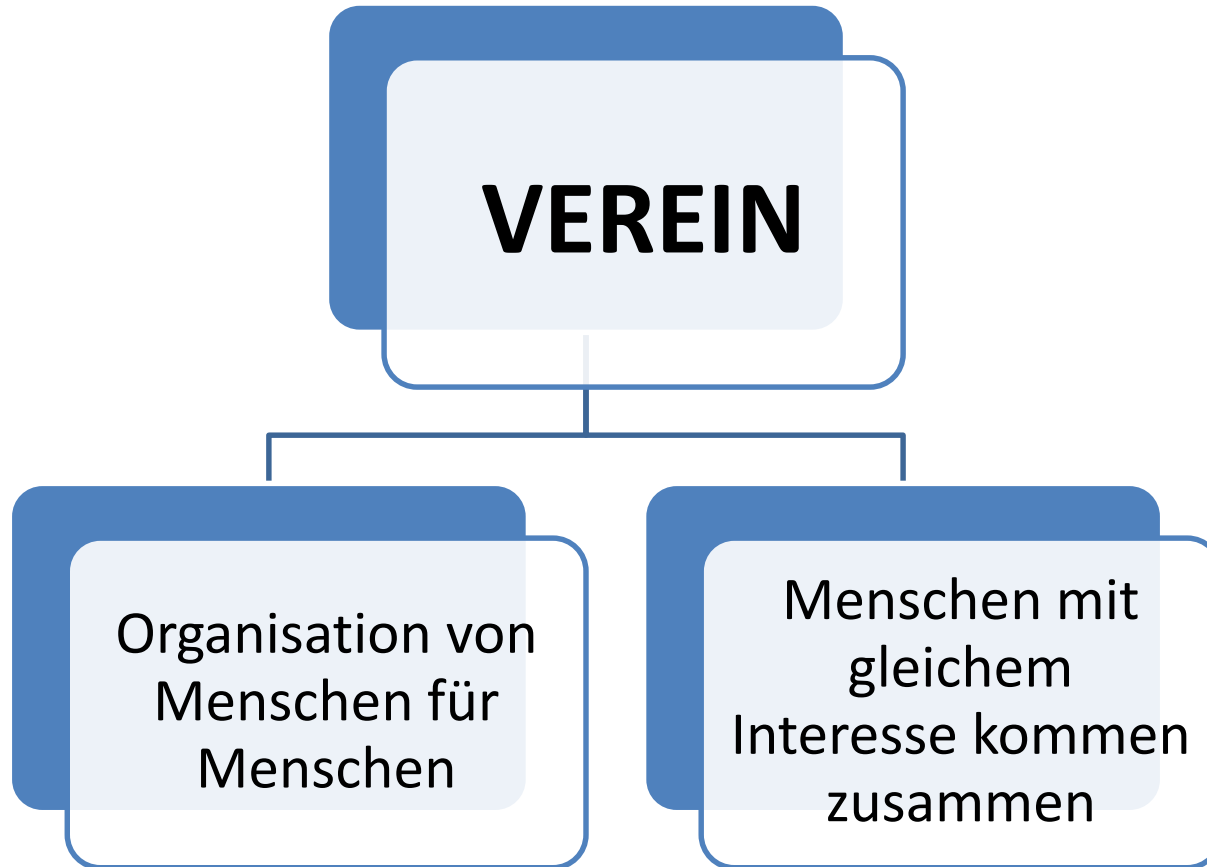 VEREIN
Organisation von
Menschen für
Menschen
Menschen mit
gleichem
Interesse kommen
zusammen